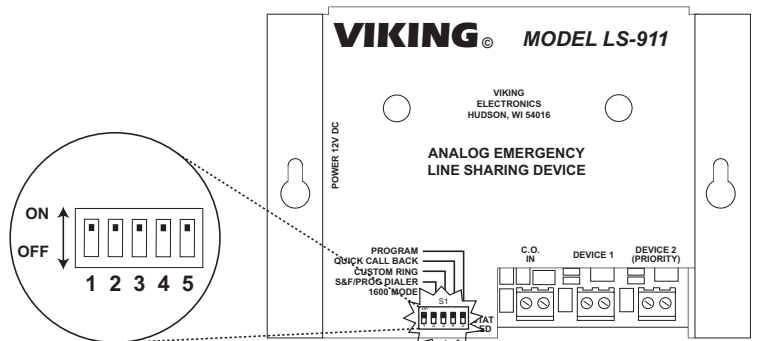 VIKING©
MODEL LS-911
VIKING
ELECTRONICS
HUDSON, WI 54016
POWER 12V DC
ANALOG EMERGENCY
LINE SHARING DEVICE
ON
OFF
1 2 3 4 5
PROGRAM
QUICK CALL BACK
CUSTOM RING
S&F/PROG DIALER
1600 MODE
S1
C.O.
IN
DEVICE 1
DEVICE 2
(PRIORITY)